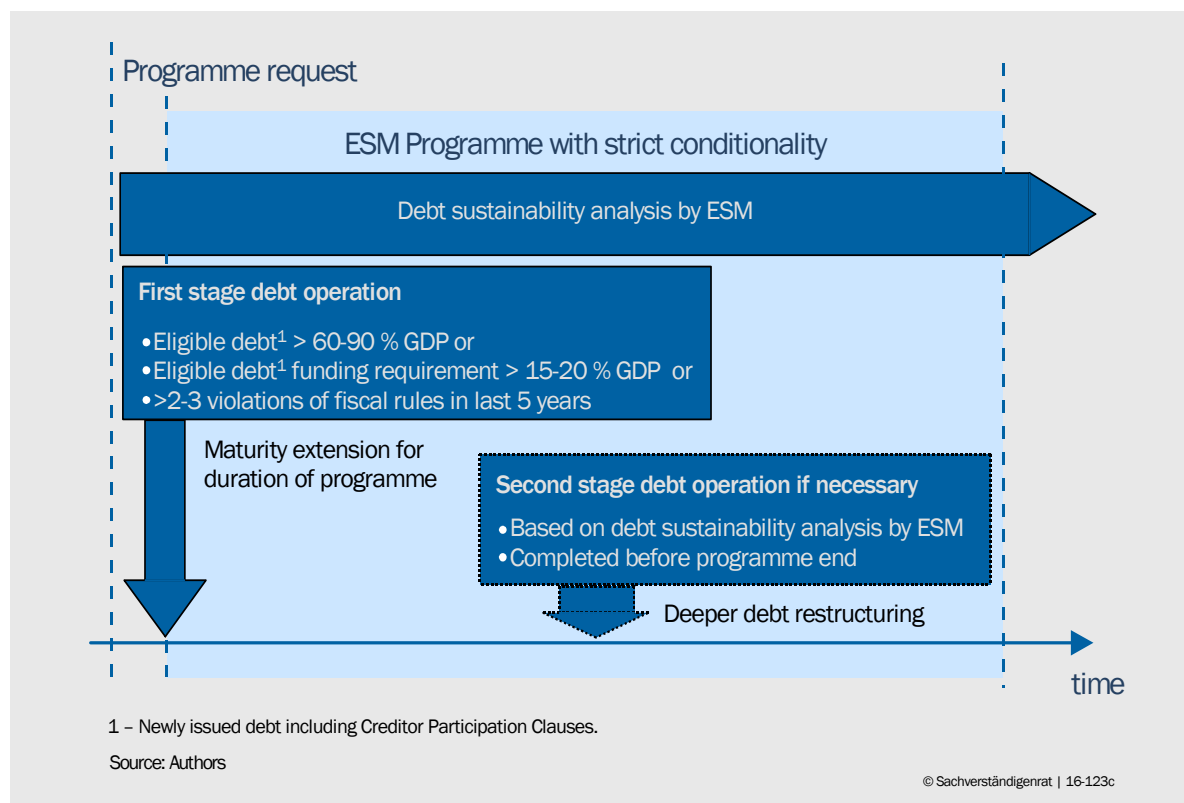 Programme request
ESM Programme with strict conditionality
Debt sustainability analysis by ESM
First stage debt operation
•Eligible debt1 > 60-90 % GDP or
•Eligible debt1 funding requirement > 15-20 % GDP or
•>2-3 violations of fiscal rules in last 5 years
Maturity extension for
duration of programme
Second stage debt operation if necessary
•Based on debt sustainability analysis by ESM
•Completed before programme end
Deeper debt restructuring
time
1 – Newly issued debt including Creditor Participation Clauses.
Source: Authors
© Sachverständigenrat | 16-123c